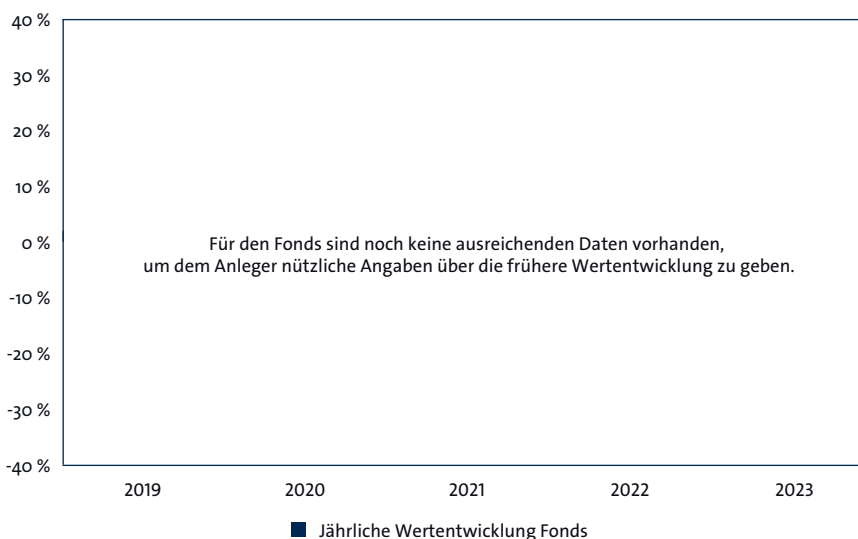 40 %
30 %
20 %
10 %
0 %
-10 %
-20 %
-30 %
-40 %
Für den Fonds sind noch keine ausreichenden Daten vorhanden,
um dem Anleger nützliche Angaben über die frühere Wertentwicklung zu geben.
2019 2020 2021 2022 2023
Jährliche Wertentwicklung Fonds